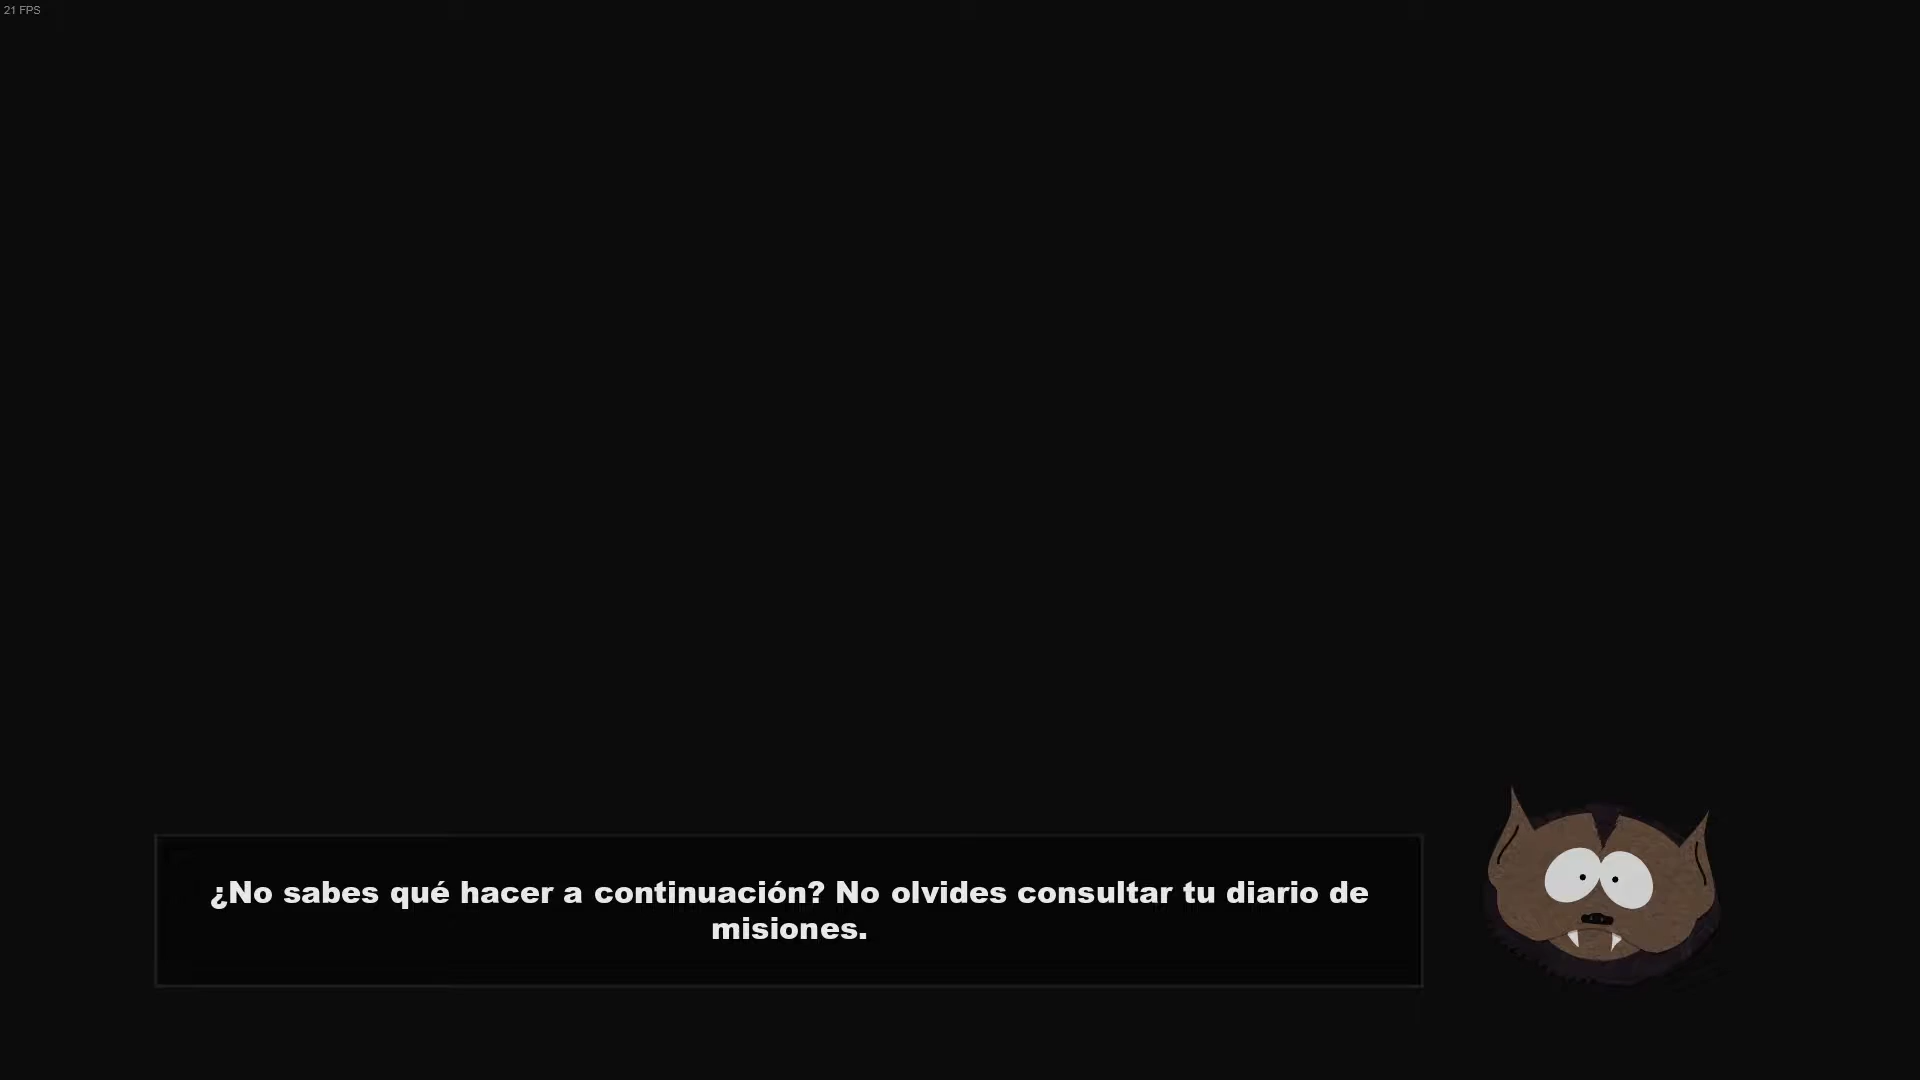 21 FPS
¿No sabes qué hacer a continuación? No olvides consultar tu diario de
misiones.